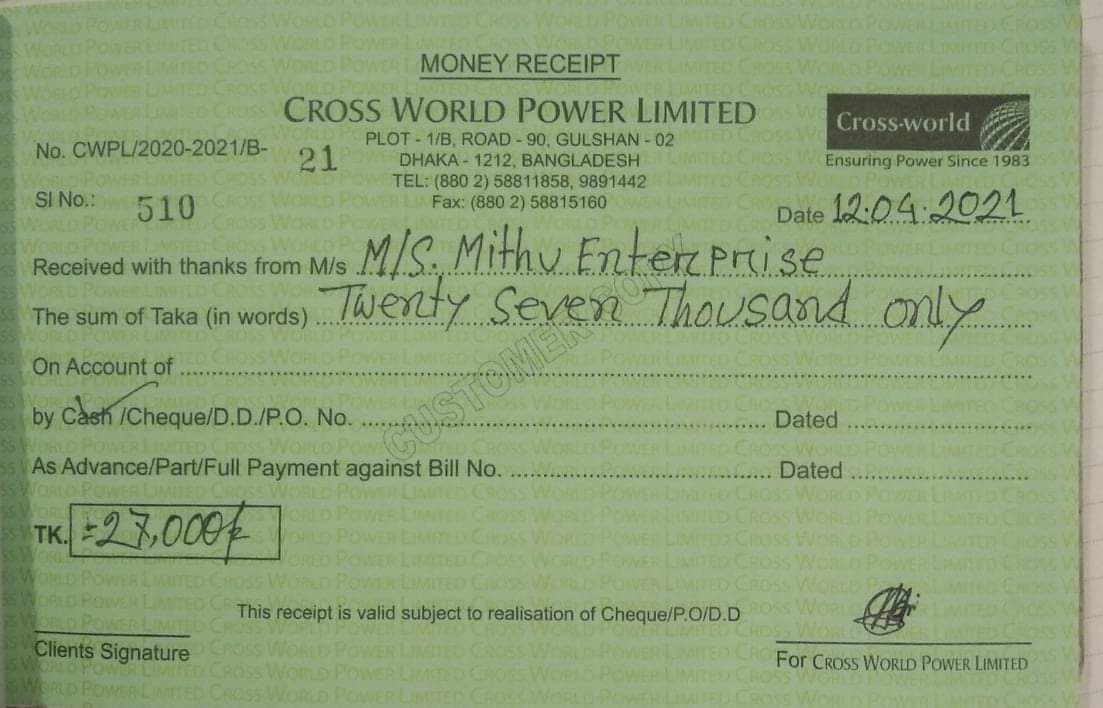 MONEY RECEIPT
CROSS WORLD POWER LIMITED
PLOT - 1/B, ROAD - 90, GULSHAN - 02
DHAKA - 1212, BANGLADESH
TEL: (880 2) 58811858, 9891442
Fax: (880 2) 58815160
Cross-world
Ensuring Power Since 1983
No. CWPL/2020-2021/B- 21
SI No.: 510
Date 12.04.2021
Received with thanks from M/s M/S. Mithu Enterprise
The sum of Taka (in words) Twenty Seven Thousand only
On Account of
by Cash /Cheque/D.D./P.O. No. Dated
As Advance/Part/Full Payment against Bill No. Dated
CUSTOMER COPY
TK. =27,000/-
This receipt is valid subject to realisation of Cheque/P.O/D.D
Clients Signature
For CROSS WORLD POWER LIMITED